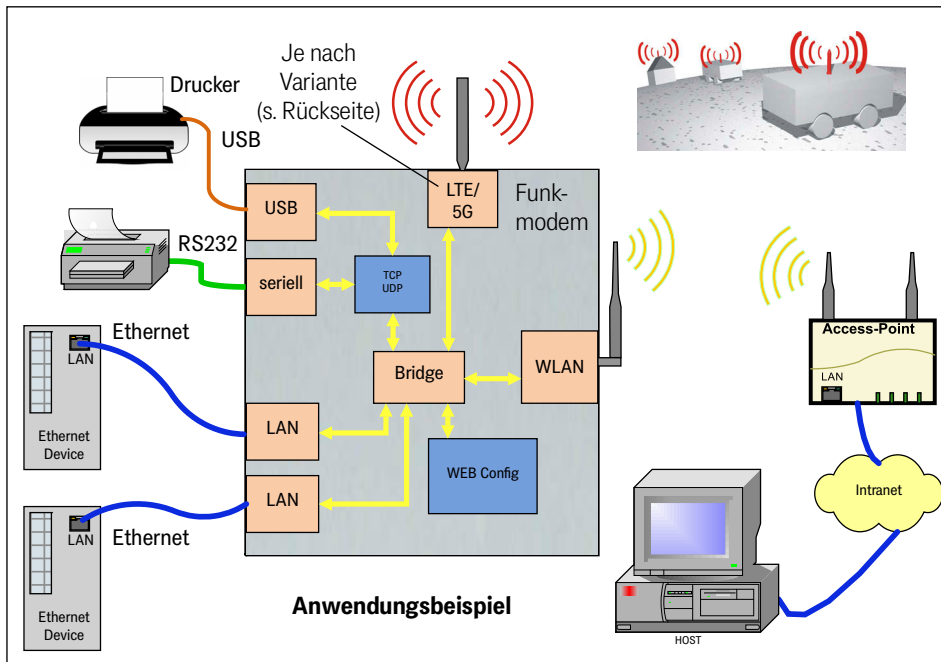 Je nach
Variante
(s. Rückseite)
Drucker
USB
RS232
USB
seriell
TCP
UDP
LTE/
5G
Funk-
modem
Ethernet
LAN
Ethernet
Device
LAN
Bridge
WLAN
WEB Config
LAN
Ethernet
LAN
Ethernet
Device
Access-Point
LAN
Intranet
HOST
Anwendungsbeispiel